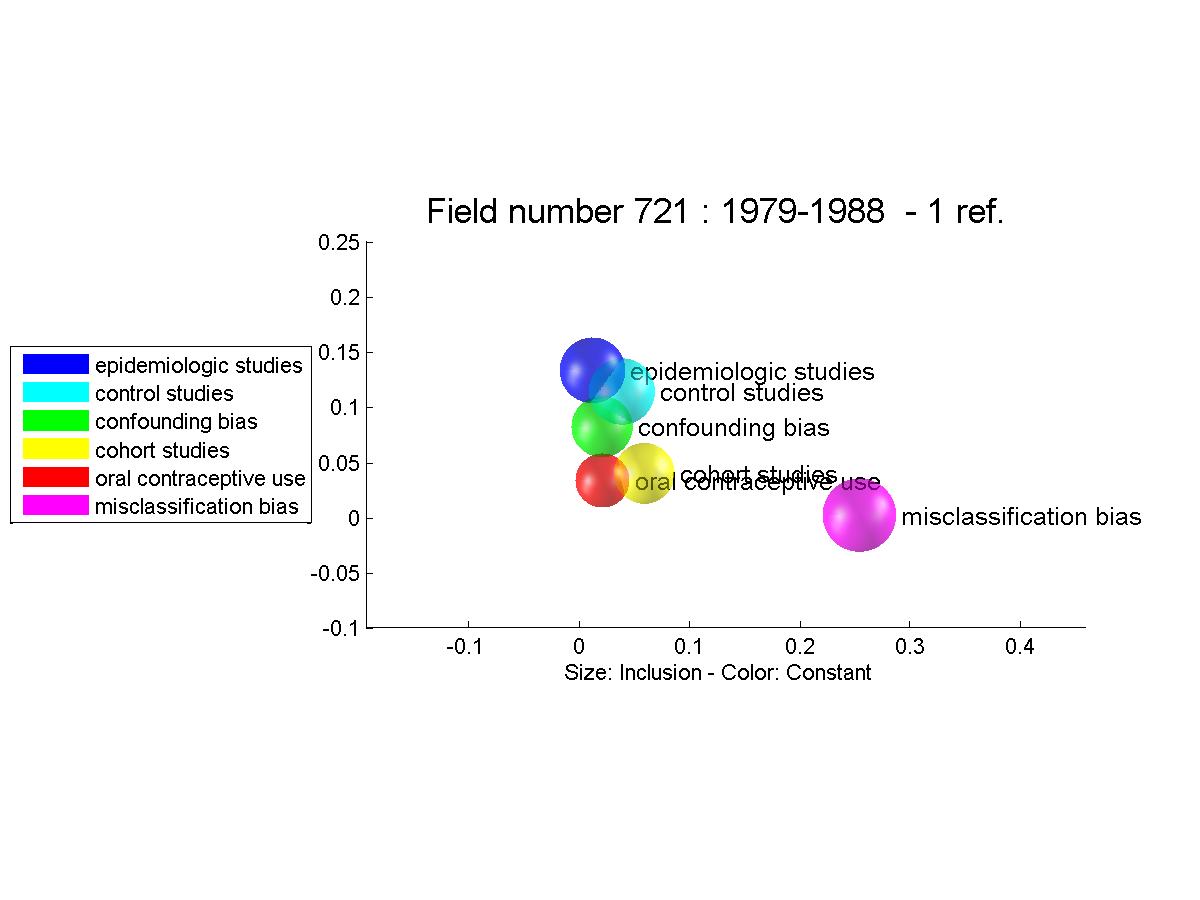 Field number 721 : 1979-1988  - 1 ref.
0.25
0.2
0.15
0.1
0.05
0
-0.05
-0.1
epidemiologic studies
control studies
confounding bias
cohort studies
oral contraceptive use
misclassification bias
epidemiologic studies
control studies
confounding bias
cohort studies
oral contraceptive use
misclassification bias
-0.1 0 0.1 0.2 0.3 0.4
Size: Inclusion - Color: Constant